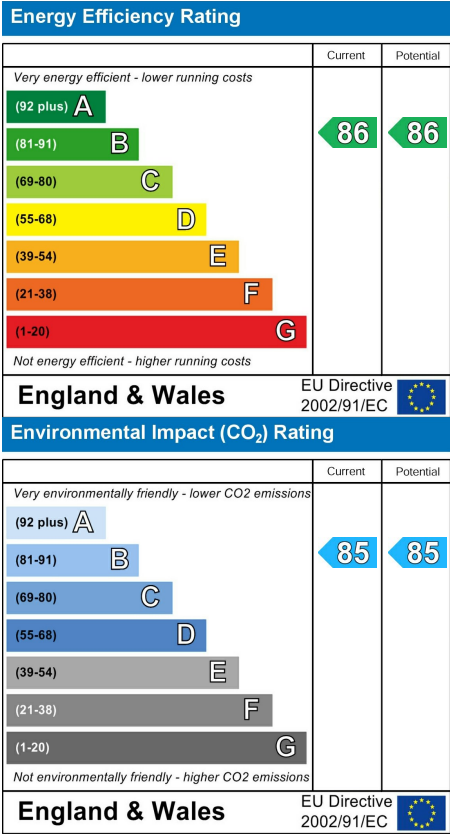 Energy Efficiency Rating
Current Potential
Very energy efficient - lower running costs
(92 plus) A
(81-91) B
86 86
(69-80) C
(55-68) D
(39-54) E
(21-38) F
(1-20) G
Not energy efficient - higher running costs
England & Wales
EU Directive
2002/91/EC
Environmental Impact (CO₂) Rating
Current Potential
Very environmentally friendly - lower CO2 emissions
(92 plus) A
(81-91) B
85 85
(69-80) C
(55-68) D
(39-54) E
(21-38) F
(1-20) G
Not environmentally friendly - higher CO2 emissions
England & Wales
EU Directive
2002/91/EC